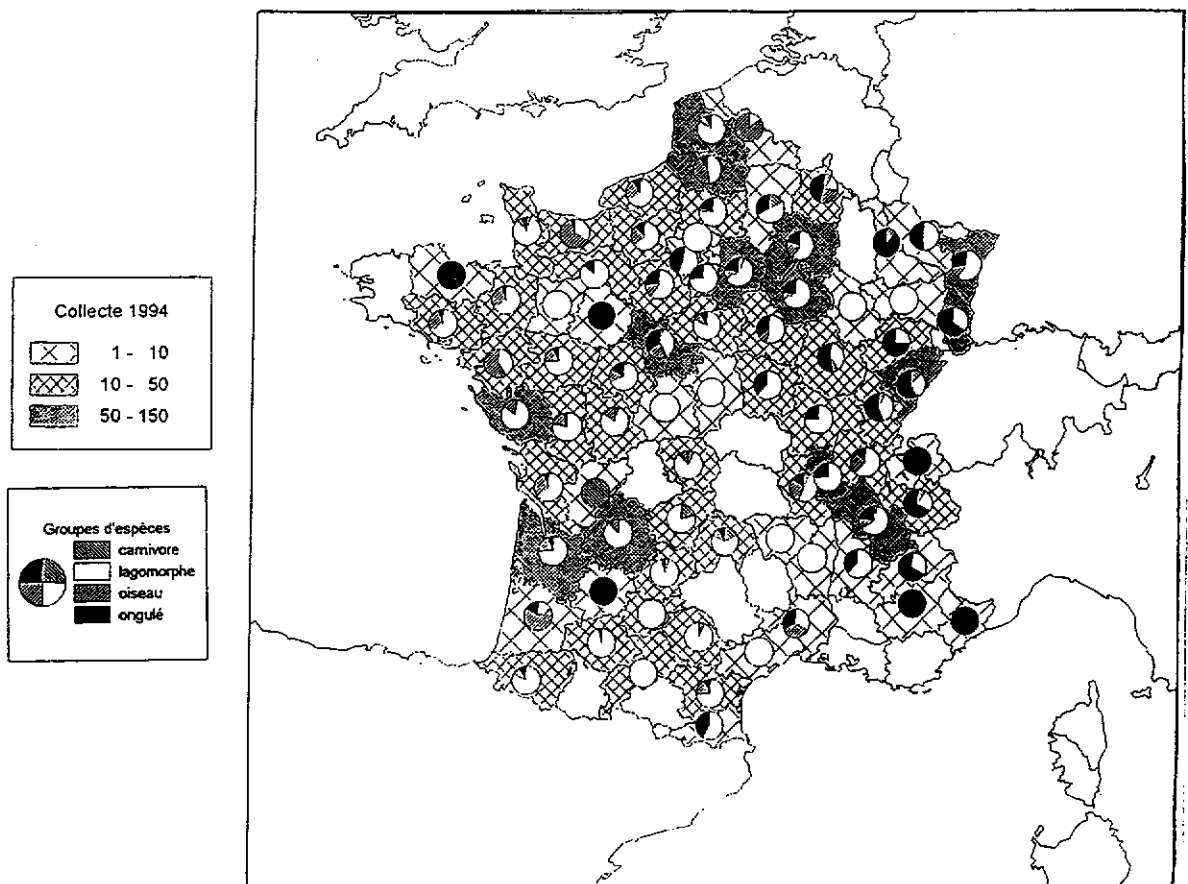 Collecte 1994
1 - 10
10 - 50
50 - 150
Groupes d'espèces
carnivore
lagomorphe
oiseau
ongulé